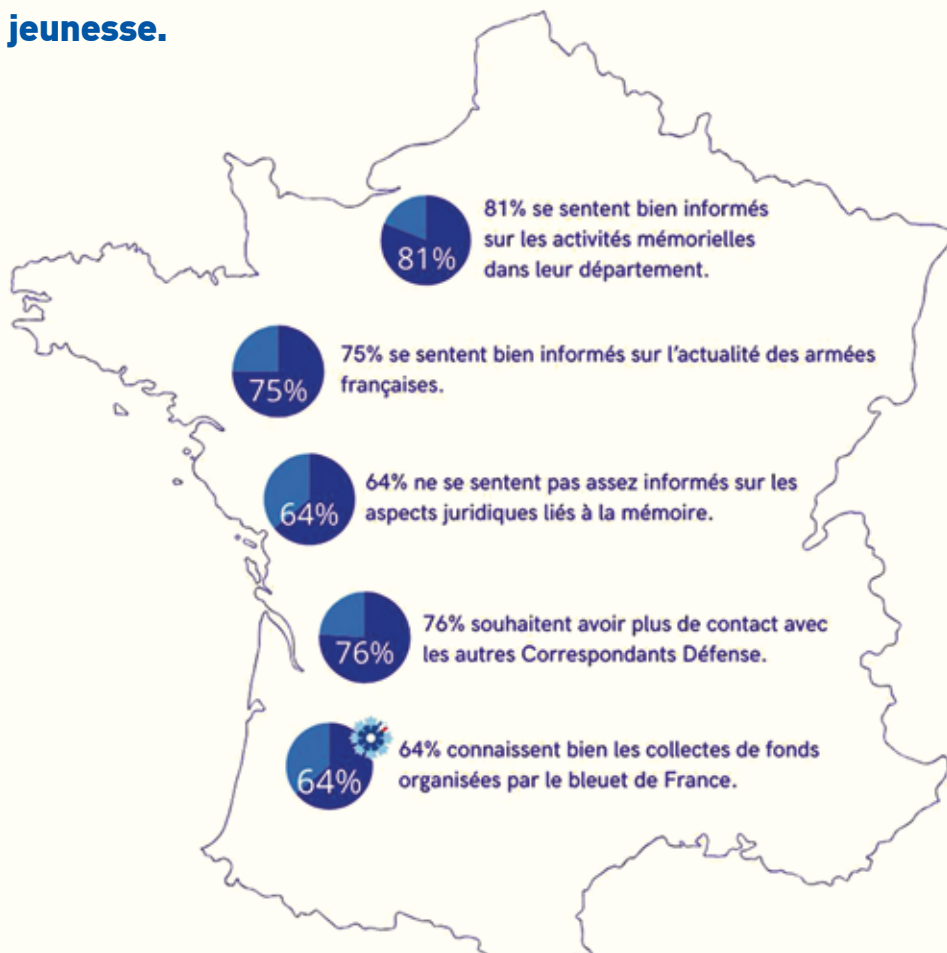 jeunesse.
81%
81% se sentent bien informés
sur les activités mémorielles
dans leur département.
75%
75% se sentent bien informés sur l'actualité des armées
françaises.
64%
64% ne se sentent pas assez informés sur les
aspects juridiques liés à la mémoire.
76%
76% souhaitent avoir plus de contact avec
les autres Correspondants Défense.
64%
64% connaissent bien les collectes de fonds
organisées par le bleuet de France.